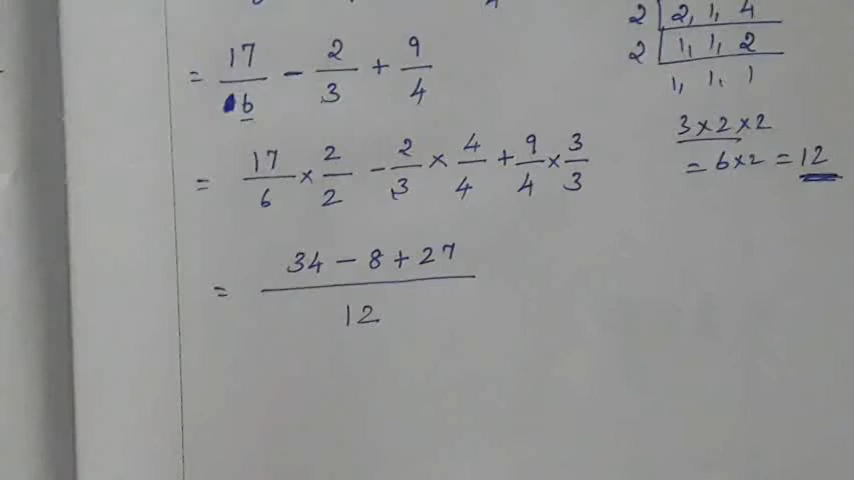 = 17/6 - 2/3 + 9/4
= 17/6 × 2/2 - 2/3 × 4/4 + 9/4 × 3/3
= 34 - 8 + 27 / 12
2 | 2, 1, 4
2 | 1, 1, 2
1, 1, 1
3×2×2
= 6×2 = 12